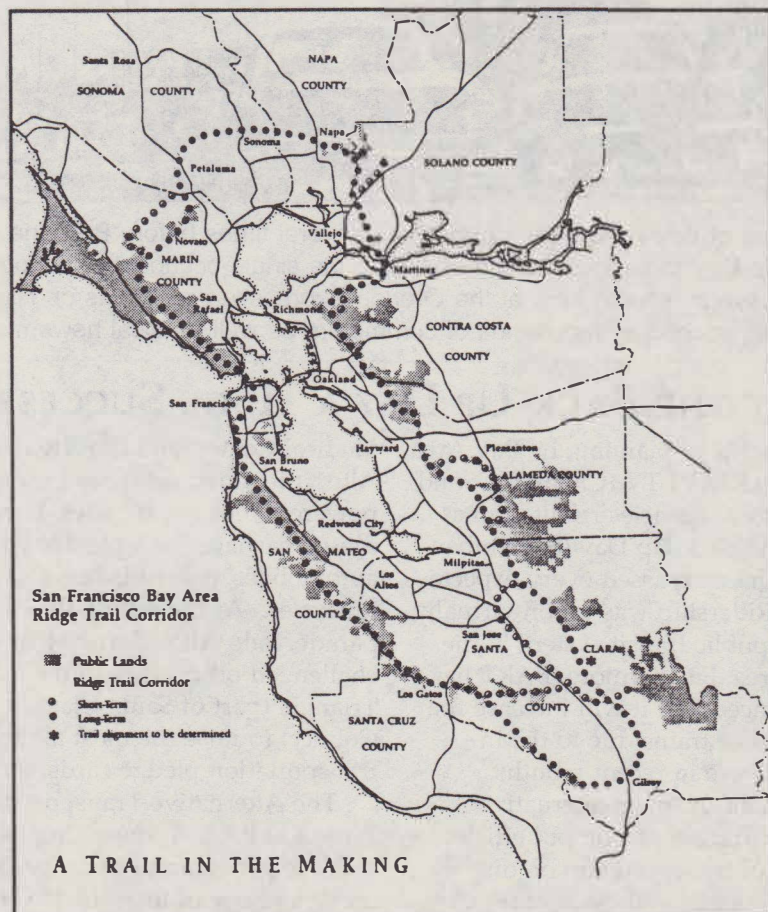 Santa Rosa
SONOMA COUNTY
NAPA
COUNTY
Napa
Sonoma
SOLANO COUNTY
Petaluma
Vallejo
Novato
MARIN
COUNTY
Martinez
San
Rafael
Richmond
CONTRA COSTA
COUNTY
Oakland
San Francisco
Hayward
Pleasanton
ALAMEDA COUNTY
San Bruno
Redwood City
SAN MATEO
COUNTY
Milpitas
Los
Altos
San Jose
SANTA CLARA
COUNTY
Los Gatos
SANTA CRUZ
COUNTY
Gilroy
San Francisco Bay Area
Ridge Trail Corridor
Public Lands
Ridge Trail Corridor
Short-Term
Long-Term
Trail alignment to be determined
A TRAIL IN THE MAKING